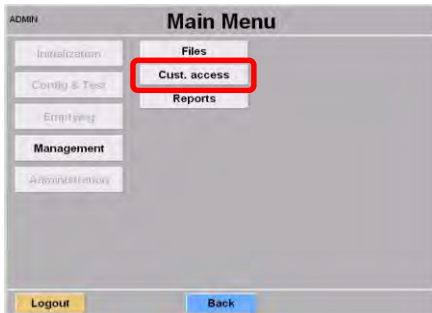 ADMIN
Main Menu
Initialization
Files
Config & Test
Cust. access
Emptying
Reports
Management
Administration
Logout
Back